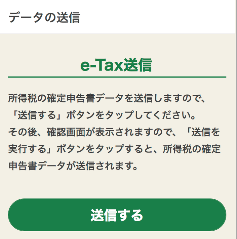 データの送信
e-Tax送信
所得税の確定申告書データを送信しますので、
「送信する」ボタンをタップしてください。
その後、確認画面が表示されますので、「送信を
実行する」ボタンをタップすると、所得税の確定
申告書データが送信されます。
送信する